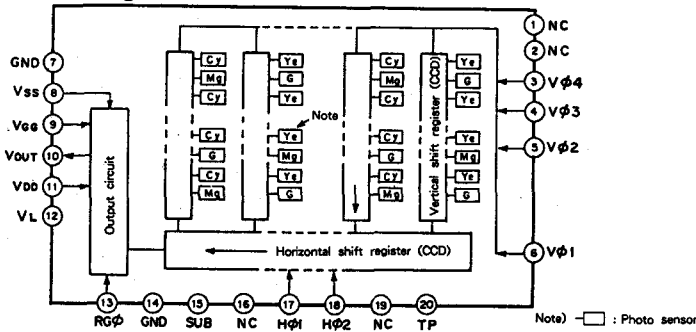 1 NC
2 NC
GND 7
3 Vφ4
VSS 8
4 Vφ3
VGG 9
5 Vφ2
VOUT 10
VDD 11
VL 12
6 Vφ1
Cy Ye Cy Ye
Mg G Mg G
Cy Ye Cy Ye
Note
Cy Ye Cy Ye
G Mg G Mg
Cy Ye Cy Ye
Mg G Mg G
Output circuit
Vertical shift register (CCD)
Horizontal shift register (CCD)
13 14 15 16 17 18 19 20
RGφ GND SUB NC Hφ1 Hφ2 NC TP
Note) : Photo sensor